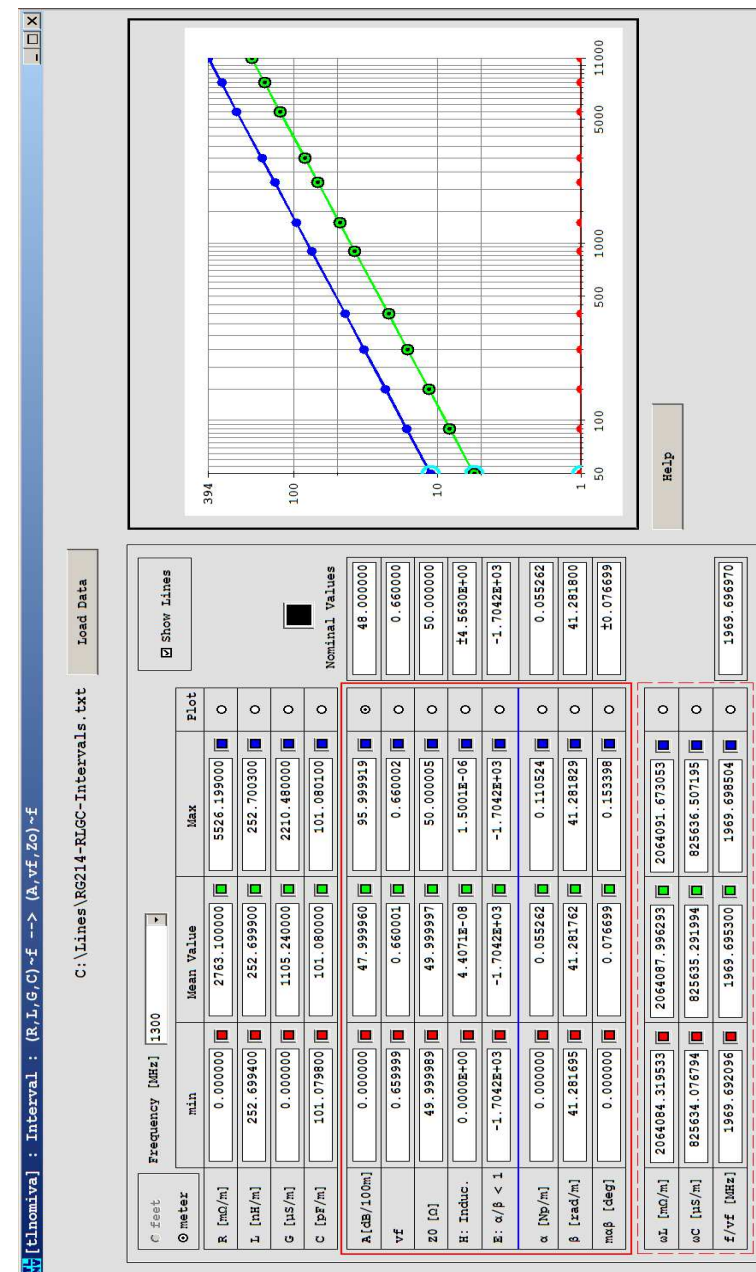 [tlnomiva] : Interval : (R,L,G,C)~f --> (A,vf,Zo)~f
C:\Lines\RG214-RLGC-Intervals.txt
Load Data
feet
meter
Frequency [MHz] 1300
Show Lines
min Mean Value Max Plot
R [mΩ/m] 0.000000 2763.100000 5526.199000
L [nH/m] 252.699400 252.699900 252.700300
G [µS/m] 0.000000 1105.240000 2210.480000
C [pF/m] 101.079800 101.080000 101.080100
Nominal Values
A[dB/100m] 0.000000 47.999960 95.999919 48.000000
vf 0.659999 0.660001 0.660002 0.660000
Z0 [Ω] 49.999989 49.999997 50.000005 50.000000
H: Induc. 0.0000E+00 4.4071E-08 1.5001E-06 ±4.5630E+00
E: α/β < 1 -1.7042E+03 -1.7042E+03 -1.7042E+03 -1.7042E+03
α [Np/m] 0.000000 0.055262 0.110524 0.055262
β [rad/m] 41.281695 41.281762 41.281829 41.281800
mαβ [deg] 0.000000 0.076699 0.153398 ±0.076699
ωL [mΩ/m] 2064084.319533 2064087.996293 2064091.673053
ωC [µS/m] 825634.076794 825635.291994 825636.507195
f/vf [MHz] 1969.692096 1969.695300 1969.698504 1969.696970
394
100
10
1
50 100 500 1000 5000 11000
Help